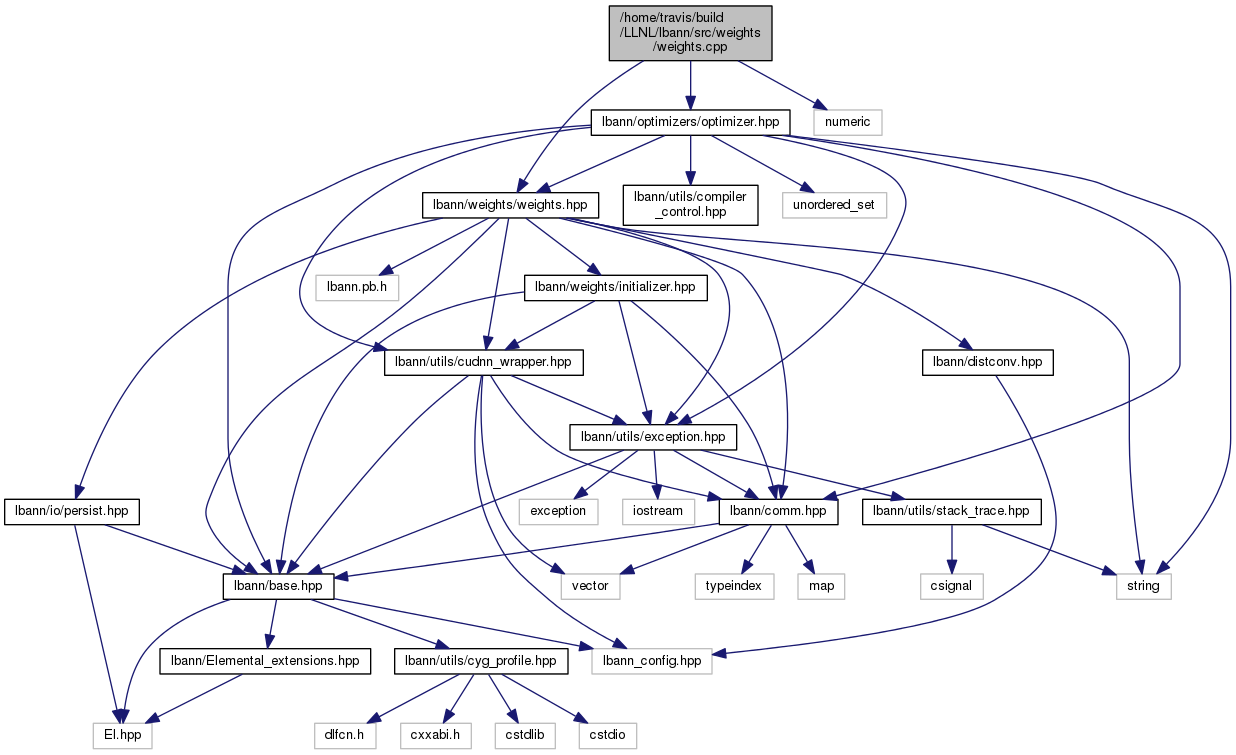 /home/travis/build
/LLNL/lbann/src/weights
/weights.cpp
lbann/optimizers/optimizer.hpp
numeric
lbann/weights/weights.hpp
lbann/utils/compiler
_control.hpp
unordered_set
lbann.pb.h
lbann/weights/initializer.hpp
lbann/utils/cudnn_wrapper.hpp
lbann/distconv.hpp
lbann/utils/exception.hpp
lbann/io/persist.hpp
exception
iostream
lbann/comm.hpp
lbann/utils/stack_trace.hpp
lbann/base.hpp
vector
typeindex
map
csignal
string
lbann/Elemental_extensions.hpp
lbann/utils/cyg_profile.hpp
lbann_config.hpp
El.hpp
dlfcn.h
cxxabi.h
cstdlib
cstdio